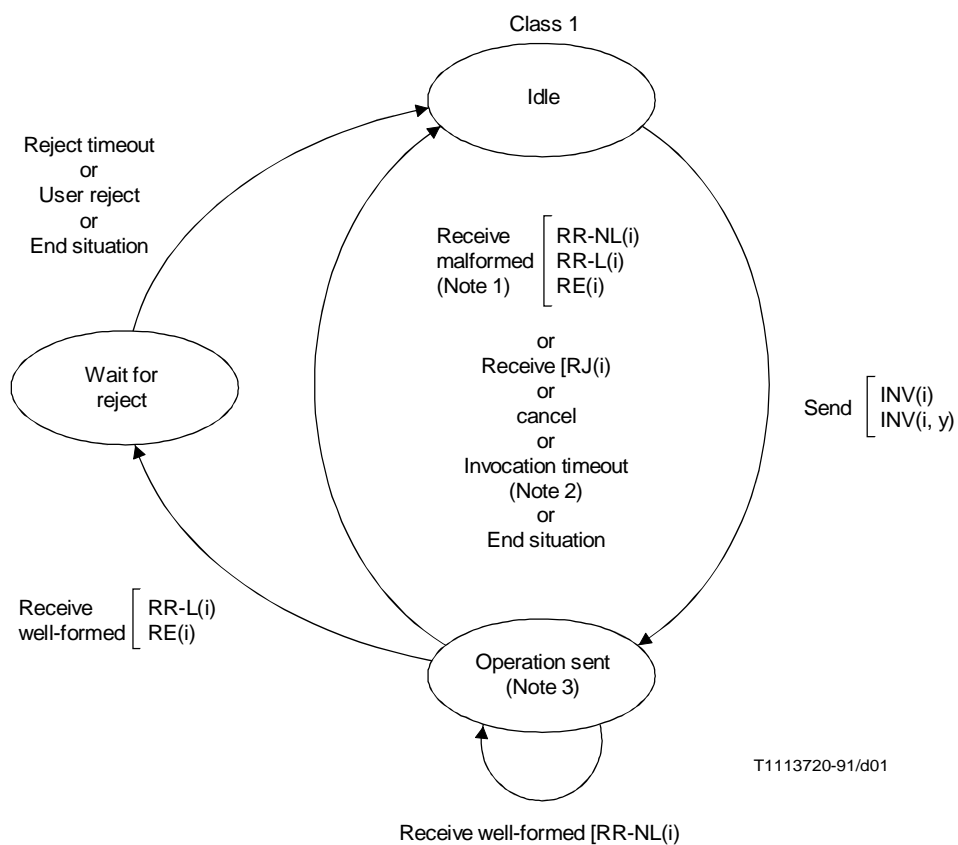 Class 1
Idle
Reject timeout
or
User reject
or
End situation
Receive
malformed
(Note 1)
RR-NL(i)
RR-L(i)
RE(i)
or
Receive [RJ(i)
or
cancel
or
Invocation timeout
(Note 2)
or
End situation
Wait for
reject
Send
INV(i)
INV(i, y)
Receive
well-formed
RR-L(i)
RE(i)
Operation sent
(Note 3)
T1113720-91/d01
Receive well-formed [RR-NL(i)